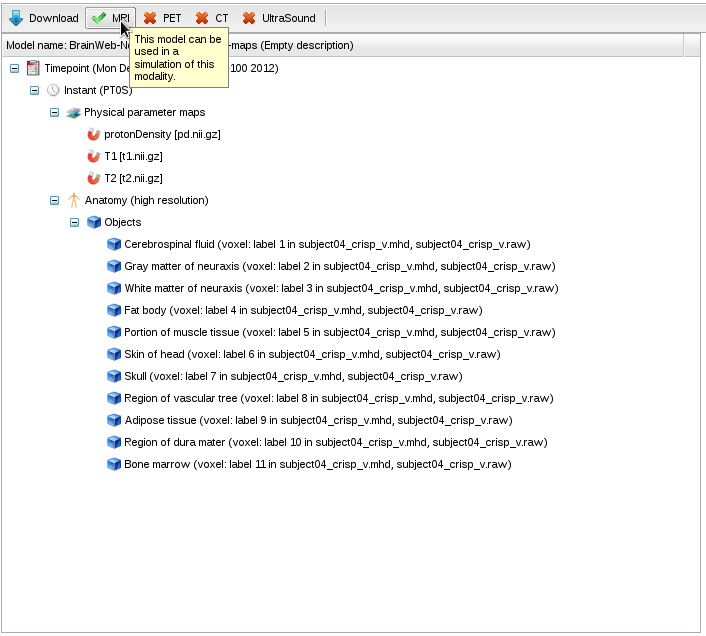 Download MRI PET CT UltraSound
This model can be
used in a
simulation of this
modality.
Model name: BrainWeb- -maps (Empty description)
Timepoint (Mon -100 2012)
Instant (PT0S)
Physical parameter maps
protonDensity [pd.nii.gz]
T1 [t1.nii.gz]
T2 [t2.nii.gz]
Anatomy (high resolution)
Objects
Cerebrospinal fluid (voxel: label 1 in subject04_crisp_v.mhd, subject04_crisp_v.raw)
Gray matter of neuraxis (voxel: label 2 in subject04_crisp_v.mhd, subject04_crisp_v.raw)
White matter of neuraxis (voxel: label 3 in subject04_crisp_v.mhd, subject04_crisp_v.raw)
Fat body (voxel: label 4 in subject04_crisp_v.mhd, subject04_crisp_v.raw)
Portion of muscle tissue (voxel: label 5 in subject04_crisp_v.mhd, subject04_crisp_v.raw)
Skin of head (voxel: label 6 in subject04_crisp_v.mhd, subject04_crisp_v.raw)
Skull (voxel: label 7 in subject04_crisp_v.mhd, subject04_crisp_v.raw)
Region of vascular tree (voxel: label 8 in subject04_crisp_v.mhd, subject04_crisp_v.raw)
Adipose tissue (voxel: label 9 in subject04_crisp_v.mhd, subject04_crisp_v.raw)
Region of dura mater (voxel: label 10 in subject04_crisp_v.mhd, subject04_crisp_v.raw)
Bone marrow (voxel: label 11 in subject04_crisp_v.mhd, subject04_crisp_v.raw)